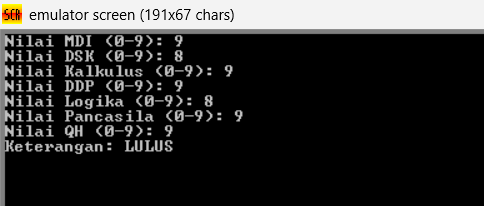 SCR
emulator screen (191x67 chars)
Nilai MDI (0-9): 9
Nilai DSK (0-9): 8
Nilai Kalkulus (0-9): 9
Nilai DDP (0-9): 9
Nilai Logika (0-9): 8
Nilai Pancasila (0-9): 9
Nilai QH (0-9): 9
Keterangan: LULUS